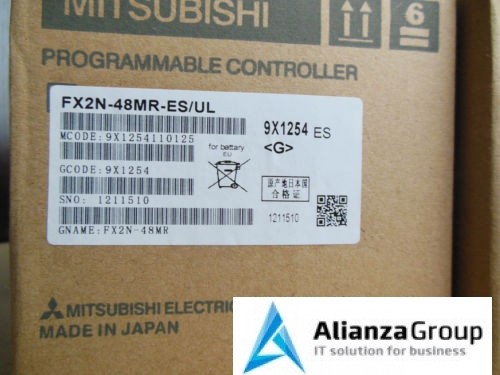 MITSUBISHI
6
PROGRAMMABLE CONTROLLER
FX2N-48MR-ES/UL
MCODE:9X1254110125
GCODE:9X1254
SNO: 1211510
GNAME:FX2N-48MR
for battary
EU
9X1254 ES
<G>
原产地日本国
合格证
1211510
MITSUBISHI ELECTRIC
MADE IN JAPAN
AlianzaGroup
IT solution for business